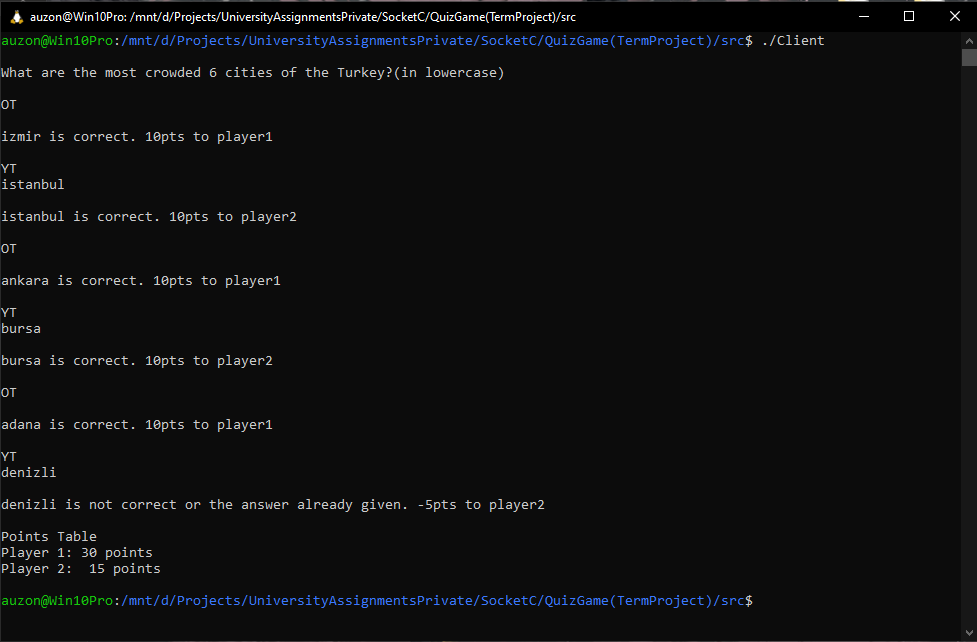 auzon@Win10Pro: /mnt/d/Projects/UniversityAssignmentsPrivate/SocketC/QuizGame(TermProject)/src
auzon@Win10Pro:/mnt/d/Projects/UniversityAssignmentsPrivate/SocketC/QuizGame(TermProject)/src$ ./Client
What are the most crowded 6 cities of the Turkey?(in lowercase)
OT
izmir is correct. 10pts to player1
YT
istanbul
istanbul is correct. 10pts to player2
OT
ankara is correct. 10pts to player1
YT
bursa
bursa is correct. 10pts to player2
OT
adana is correct. 10pts to player1
YT
denizli
denizli is not correct or the answer already given. -5pts to player2
Points Table
Player 1: 30 points
Player 2:  15 points
auzon@Win10Pro:/mnt/d/Projects/UniversityAssignmentsPrivate/SocketC/QuizGame(TermProject)/src$